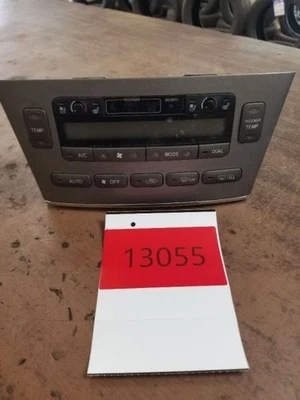 TEMP
PASSENGER
TEMP
A/C
MODE
DUAL
AUTO
OFF
13055